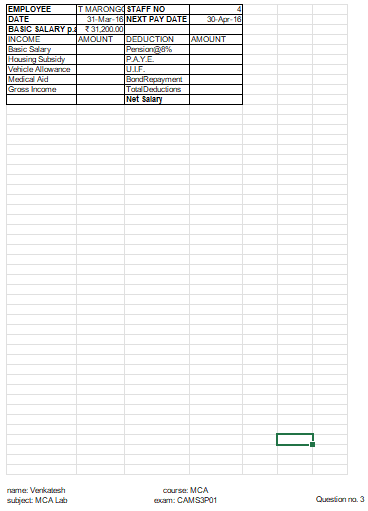 EMPLOYEE T MARONGO STAFF NO 4
DATE 31-Mar-16 NEXT PAY DATE 30-Apr-16
BASIC SALARY p.a ₹ 31,200.00
INCOME AMOUNT DEDUCTION AMOUNT
Basic Salary Pension@8%
Housing Subsidy P.A.Y.E.
Vehicle Allowance U.I.F.
Medical Aid BondRepayment
Gross Income TotalDeductions
Net Salary
name: Venkatesh course: MCA
subject: MCA Lab exam: CAMS3P01
Question no. 3